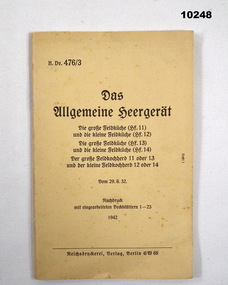 10248
H. Dv. 476/3
Das
Allgemeine Heergerät
Die große Feldküche (Hf. 11)
und die kleine Feldküche (Hf. 12)
Die große Feldküche (Hf. 13)
und die kleine Feldküche (Hf. 14)
Der große Feldkochherd 11 oder 13
und der kleine Feldkochherd 12 oder 14
Vom 29. 8. 32.
Nachdruck
mit eingearbeiteten Deckblättern 1–23
1942
Reichsdruckerei, Verlag, Berlin SW 68